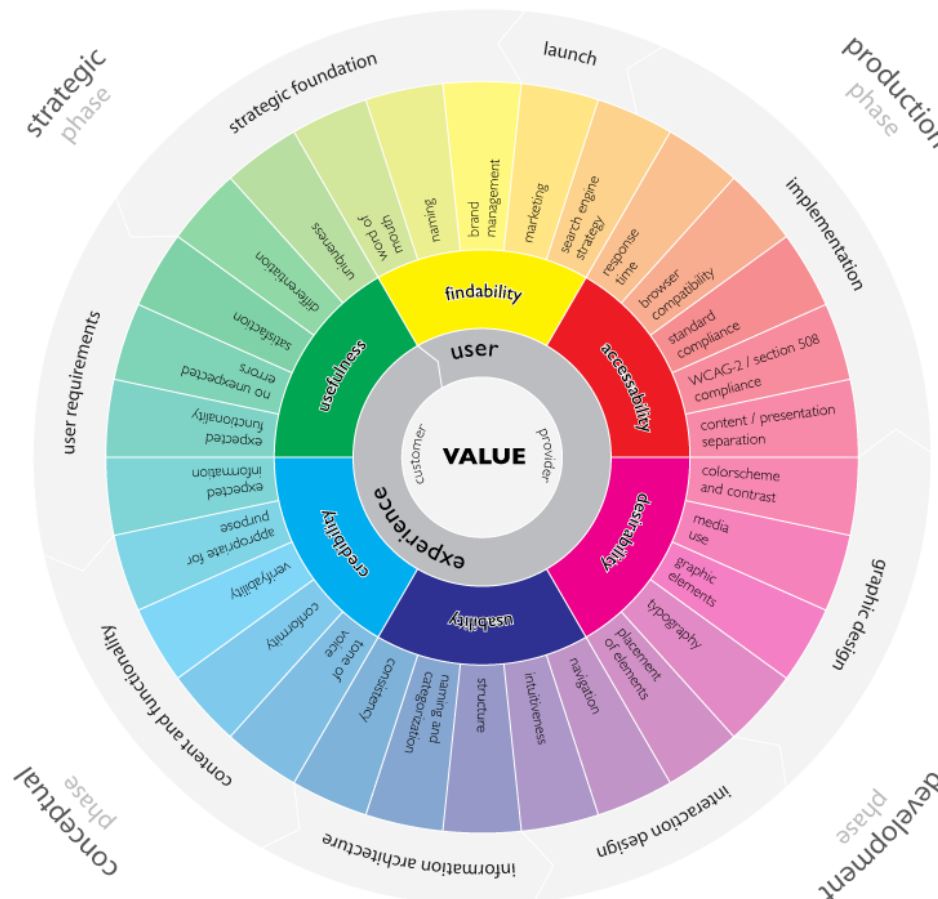 strategic
phase
production
phase
development
phase
conceptual
phase
strategic foundation
launch
implementation
graphic design
interaction design
information architecture
content and functionality
user requirements
word of
mouth
naming
brand
management
marketing
search engine
strategy
response
time
browser
compatibility
standard
compliance
WCAG-2 / section 508
compliance
content / presentation
separation
colorscheme
and contrast
media
use
graphic
elements
typography
placement
of elements
navigation
intuitiveness
structure
naming and
categorization
consistency
tone of
voice
conformity
verifyability
appropriate for
purpose
expected
information
expected
functionality
no unexpected
errors
satisfaction
differentiation
uniqueness
findability
accessability
desirability
usability
credibility
usefulness
user
experience
customer
VALUE
provider